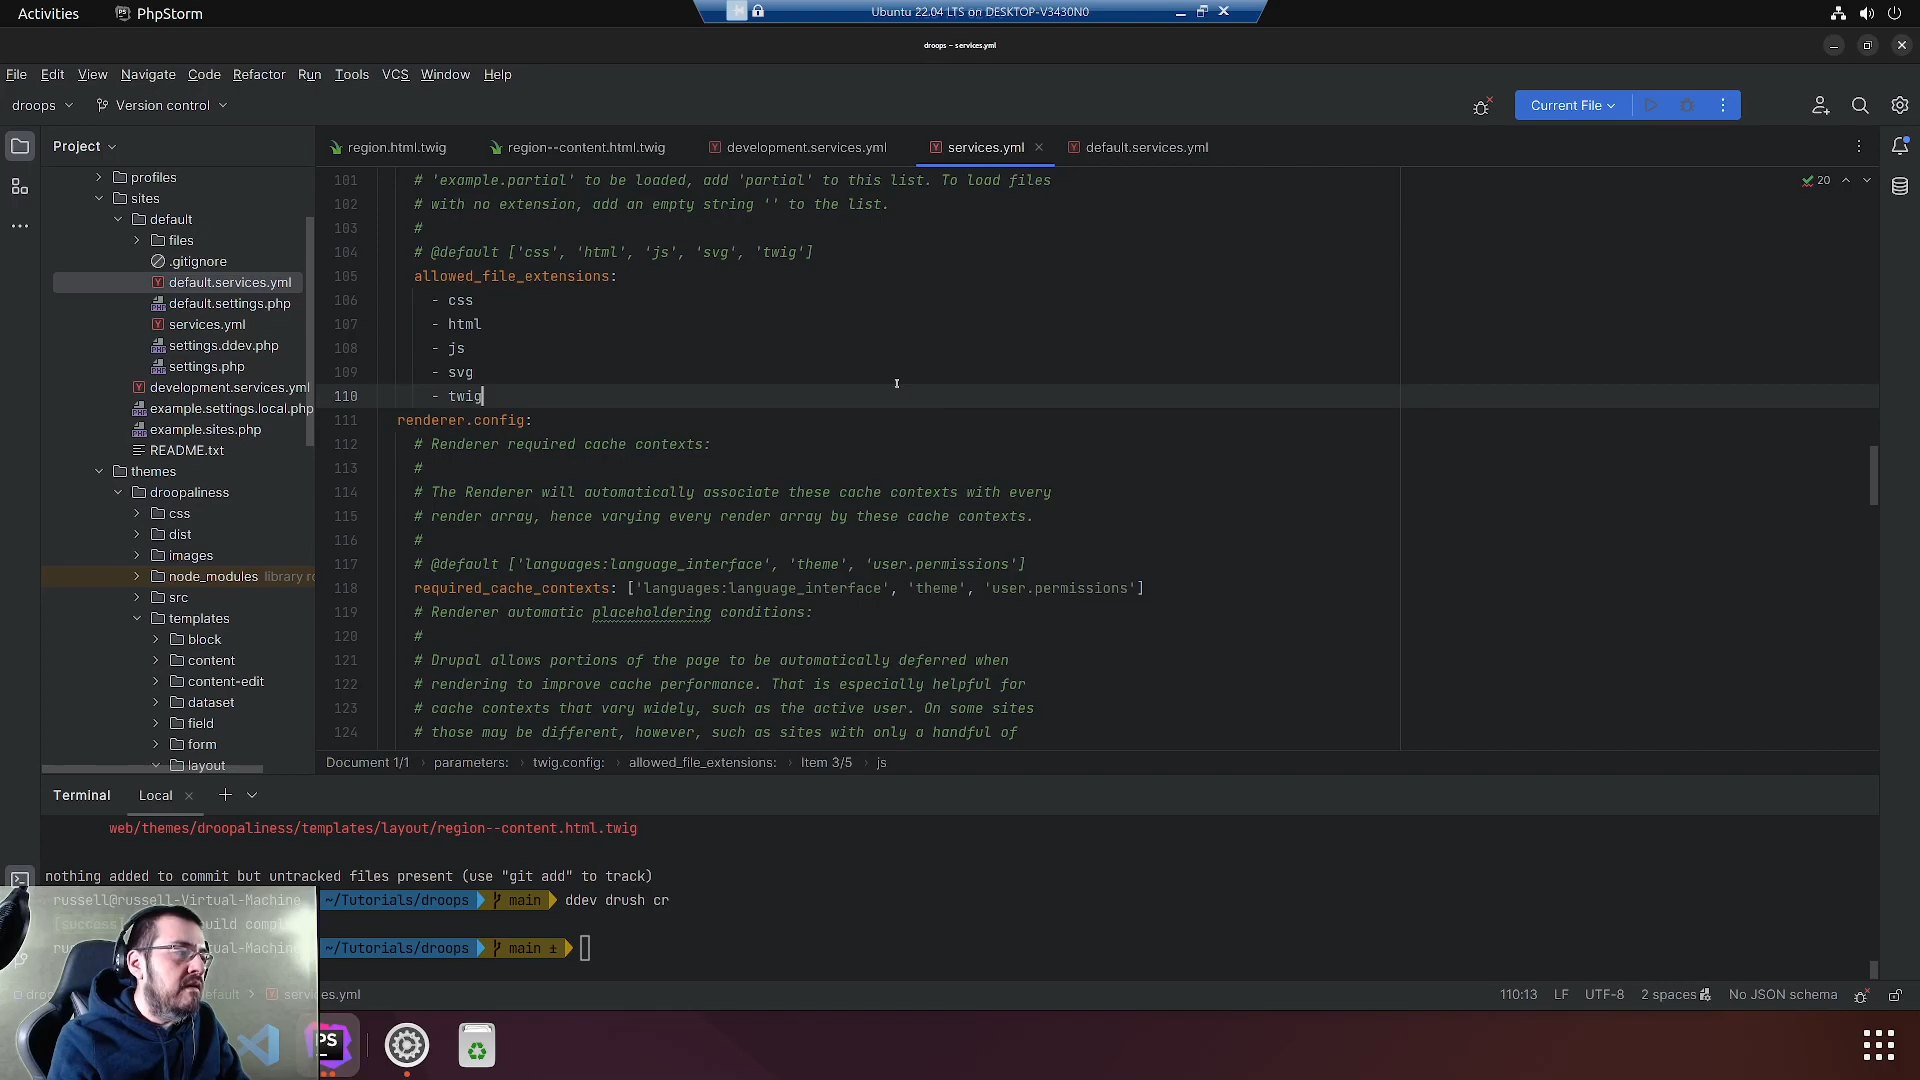 Activities
PhpStorm
Ubuntu 22.04 LTS on DESKTOP-V3430N0
droops – services.yml
File Edit View Navigate Code Refactor Run Tools VCS Window Help
droops
Version control
Current File
Project
region.html.twig
region--content.html.twig
development.services.yml
services.yml
default.services.yml
profiles
sites
default
files
.gitignore
default.services.yml
default.settings.php
services.yml
settings.ddev.php
settings.php
development.services.yml
example.settings.local.php
example.sites.php
README.txt
themes
droopaliness
css
dist
images
node_modules library
src
templates
block
content
content-edit
dataset
field
form
layout
20
101 # 'example.partial' to be loaded, add 'partial' to this list. To load files
102 # with no extension, add an empty string '' to the list.
103 #
104 # @default ['css', 'html', 'js', 'svg', 'twig']
105 allowed_file_extensions:
106 - css
107 - html
108 - js
109 - svg
110 - twig
111 renderer.config:
112 # Renderer required cache contexts:
113 #
114 # The Renderer will automatically associate these cache contexts with every
115 # render array, hence varying every render array by these cache contexts.
116 #
117 # @default ['languages:language_interface', 'theme', 'user.permissions']
118 required_cache_contexts: ['languages:language_interface', 'theme', 'user.permissions']
119 # Renderer automatic placeholdering conditions:
120 #
121 # Drupal allows portions of the page to be automatically deferred when
122 # rendering to improve cache performance. That is especially helpful for
123 # cache contexts that vary widely, such as the active user. On some sites
124 # those may be different, however, such as sites with only a handful of
Document 1/1 › parameters: › twig.config: › allowed_file_extensions: › Item 3/5 › js
Terminal
Local
web/themes/droopaliness/templates/layout/region--content.html.twig
nothing added to commit but untracked files present (use "git add" to track)
russell@russell-Virtual-Machine ~/Tutorials/droops main ddev drush cr
[success]
~/Tutorials/droops main ±
110:13 LF UTF-8 2 spaces No JSON schema
PS